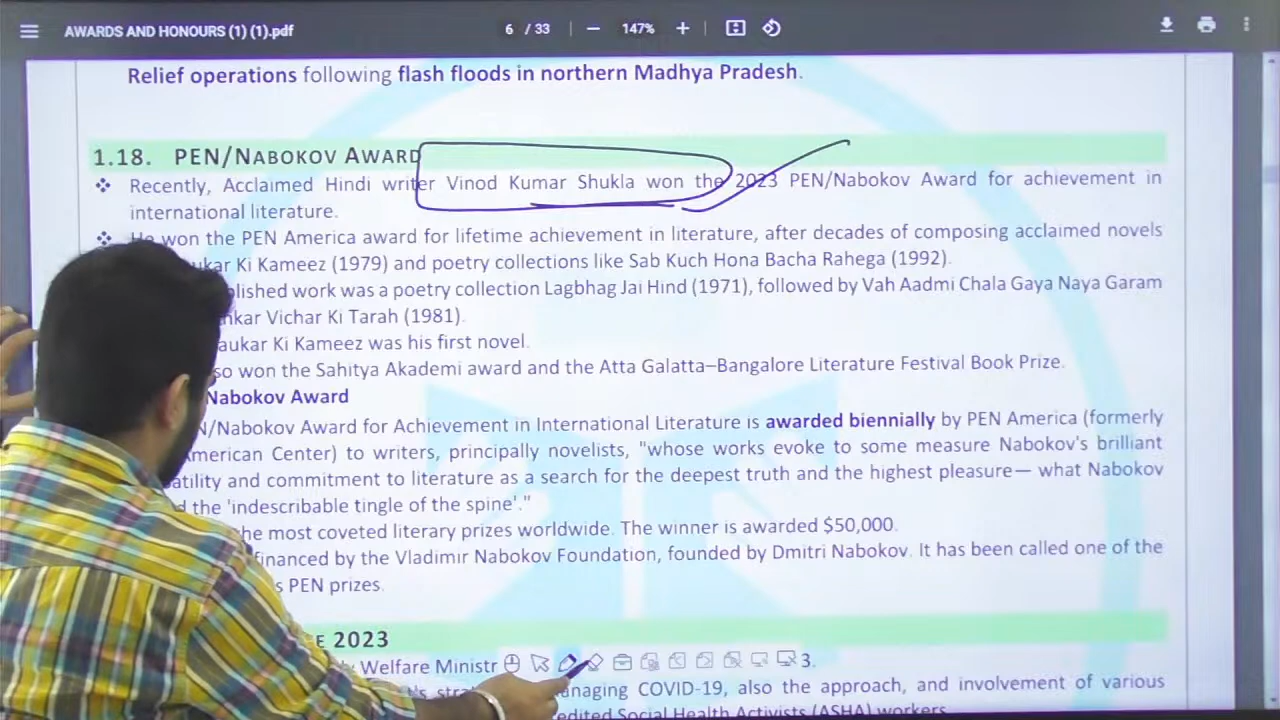 AWARDS AND HONOURS (1) (1).pdf
6 / 33
147%
Relief operations following flash floods in northern Madhya Pradesh.
1.18. PEN/NABOKOV AWARD
Recently, Acclaimed Hindi writer Vinod Kumar Shukla won the 2023 PEN/Nabokov Award for achievement in
international literature.
He won the PEN America award for lifetime achievement in literature, after decades of composing acclaimed novels
Ki Kameez (1979) and poetry collections like Sab Kuch Hona Bacha Rahega (1992).
work was a poetry collection Lagbhag Jai Hind (1971), followed by Vah Aadmi Chala Gaya Naya Garam
Vichar Ki Tarah (1981).
Ki Kameez was his first novel.
won the Sahitya Akademi award and the Atta Galatta–Bangalore Literature Festival Book Prize.
Nabokov Award
/Nabokov Award for Achievement in International Literature is awarded biennially by PEN America (formerly
Center) to writers, principally novelists, "whose works evoke to some measure Nabokov's brilliant
and commitment to literature as a search for the deepest truth and the highest pleasure— what Nabokov
the 'indescribable tingle of the spine'."
the most coveted literary prizes worldwide. The winner is awarded $50,000.
financed by the Vladimir Nabokov Foundation, founded by Dmitri Nabokov. It has been called one of the
PEN prizes.
2023
Welfare 3.
managing COVID-19, also the approach, and involvement of various
Social Health Activists (ASHA) workers